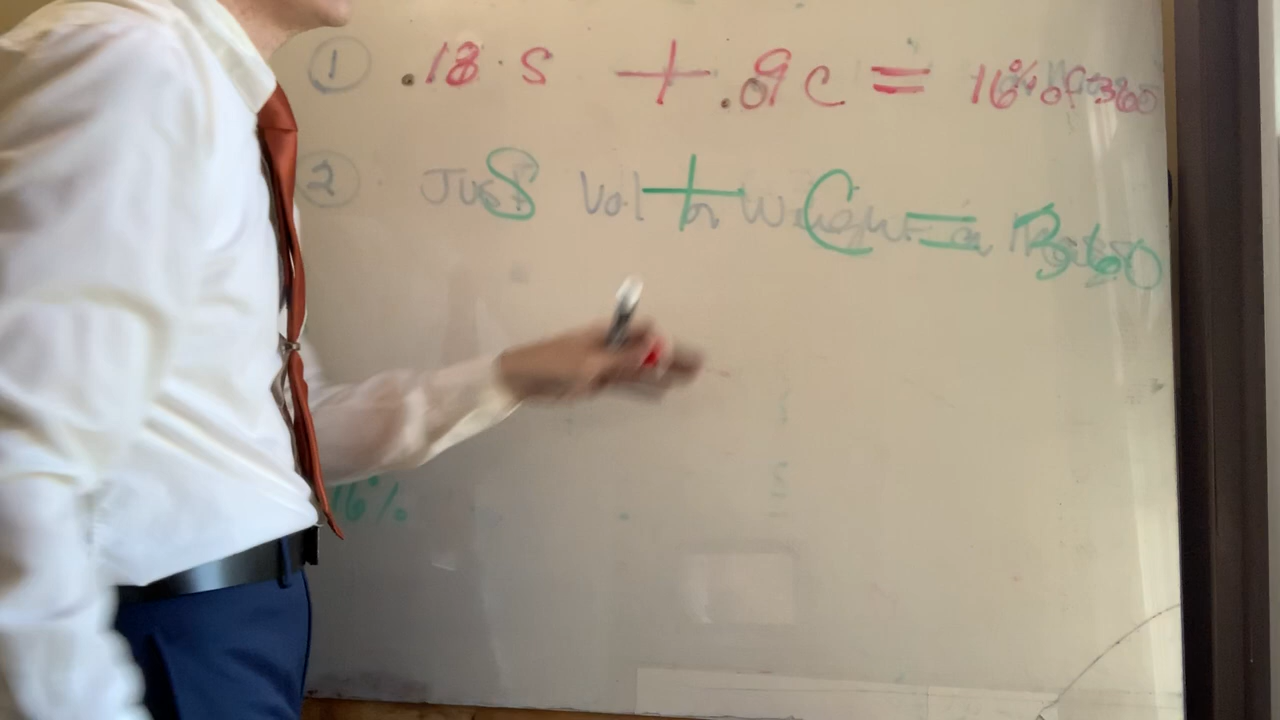 ① .18 · S + .09 C = 16% of 360
② Just S Vol + or Weight C = 360
16%